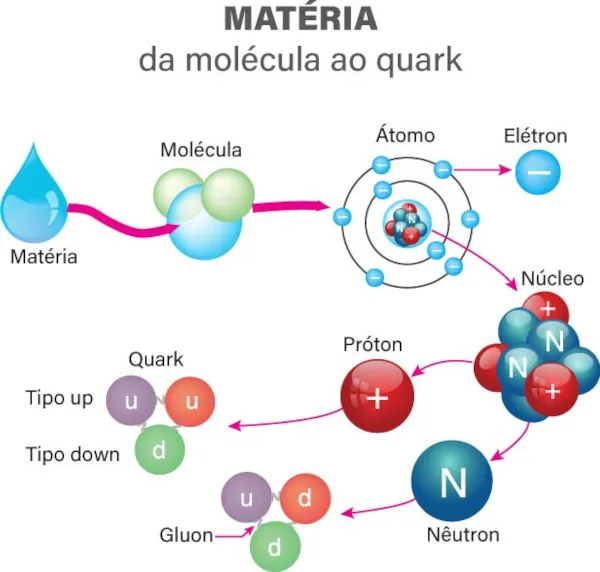 MATÉRIA
da molécula ao quark
Átomo
Elétron
Molécula
−
−
−
−
+
N
N
+
−
−
−
−
Matéria
Núcleo
+
N
Próton
N
Quark
+
+
Tipo up
u
u
Tipo down
d
N
u
d
Gluon
d
Nêutron